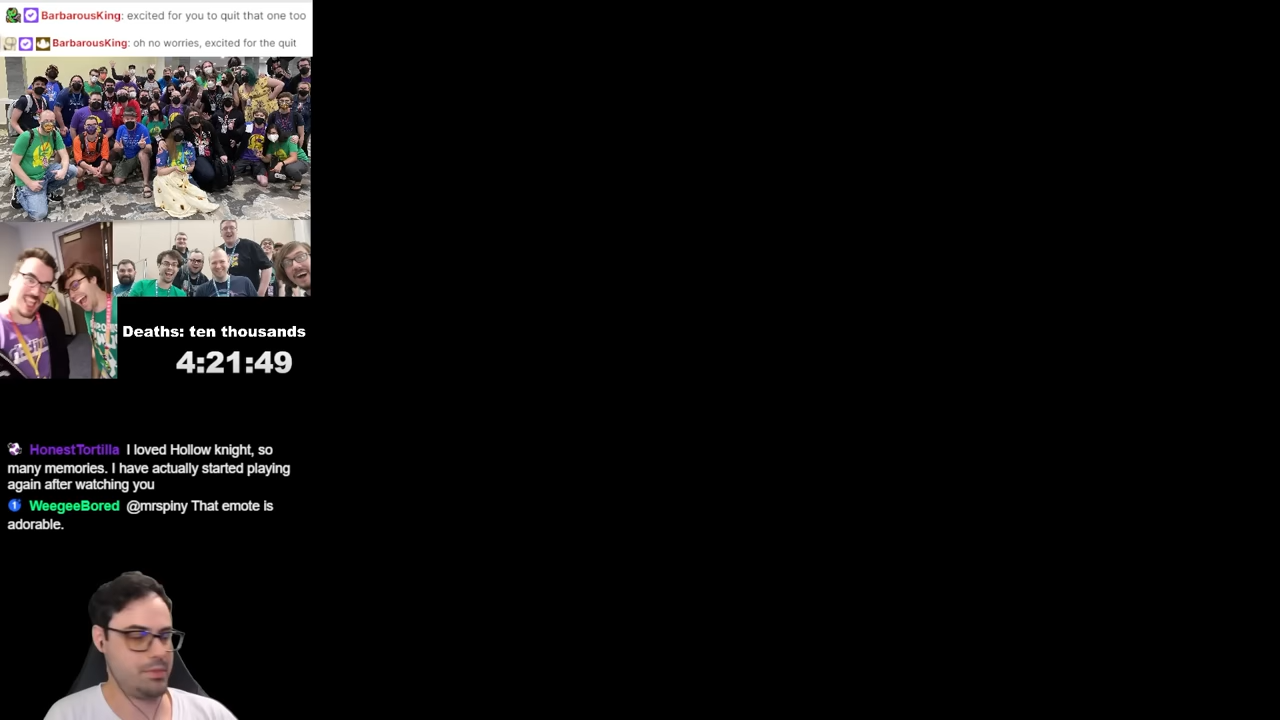 BarbarousKing: excited for you to quit that one too
BarbarousKing: oh no worries, excited for the quit
Deaths: ten thousands
4:21:49
HonestTortilla I loved Hollow knight, so
many memories. I have actually started playing
again after watching you
1 WeegeeBored @mrspiny That emote is
adorable.